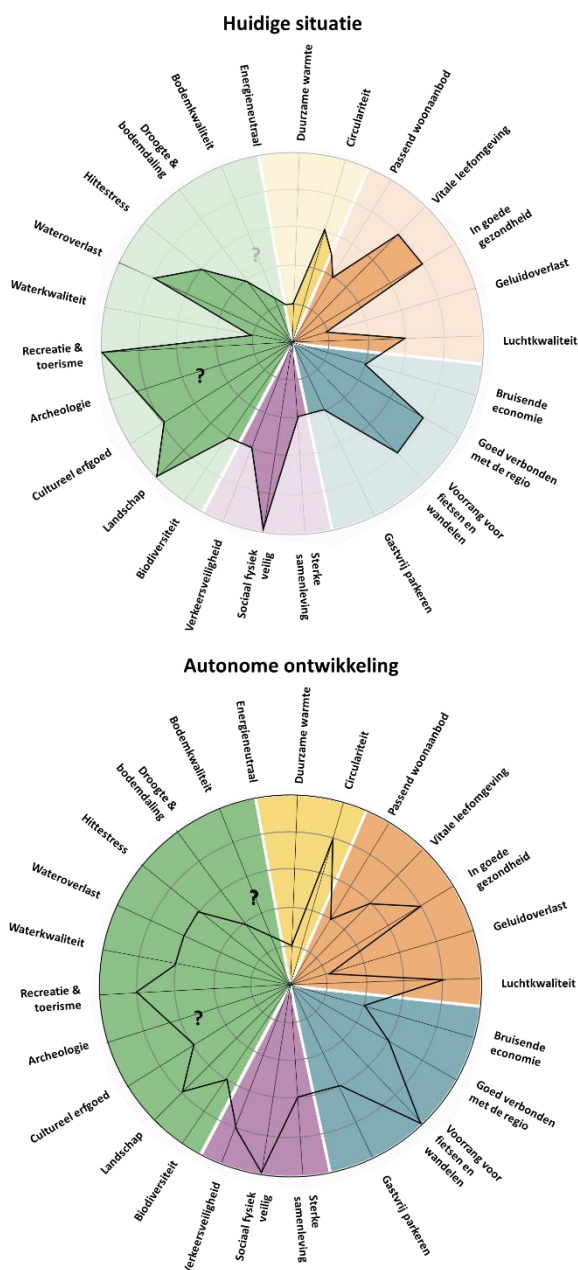 Huidige situatie
Energieneutraal
Duurzame warmte
Circulariteit
Passend woonaanbod
Vitale leefomgeving
In goede
gezondheid
Geluidoverlast
Luchtkwaliteit
Bruisende
economie
Goed verbonden
met de regio
Voorrang voor
fietsen en
wandelen
Gastvrij parkeren
Sterke
samenleving
Sociaal fysiek
veilig
Verkeersveiligheid
Biodiversiteit
Landschap
Cultureel erfgoed
Archeologie
Recreatie &
toerisme
Waterkwaliteit
Wateroverlast
Hittestress
Droogte &
bodemdaling
Bodemkwaliteit
?
?
Autonome ontwikkeling
Energieneutraal
Duurzame warmte
Circulariteit
Passend woonaanbod
Vitale leefomgeving
In goede
gezondheid
Geluidoverlast
Luchtkwaliteit
Bruisende
economie
Goed verbonden
met de regio
Voorrang voor
fietsen en
wandelen
Gastvrij parkeren
Sterke
samenleving
Sociaal fysiek
veilig
Verkeersveiligheid
Biodiversiteit
Landschap
Cultureel erfgoed
Archeologie
Recreatie &
toerisme
Waterkwaliteit
Wateroverlast
Hittestress
Droogte &
bodemdaling
Bodemkwaliteit
?
?